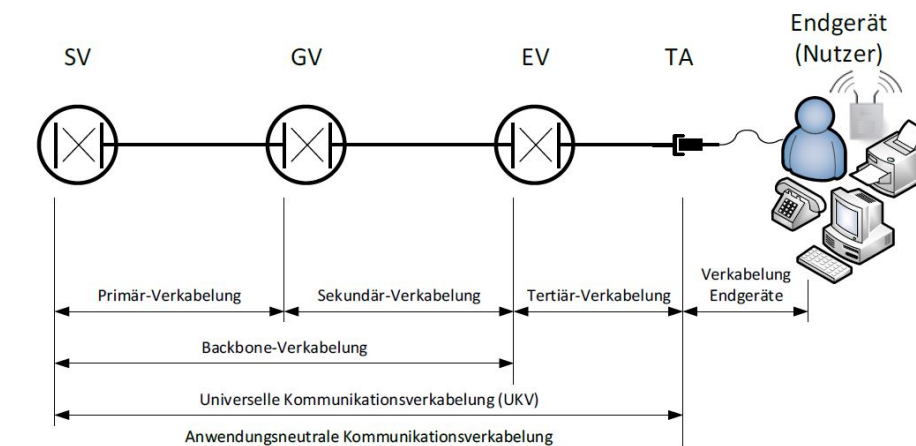 SV
GV
EV
TA
Endgerät
(Nutzer)
Primär-Verkabelung
Sekundär-Verkabelung
Tertiär-Verkabelung
Verkabelung
Endgeräte
Backbone-Verkabelung
Universelle Kommunikationsverkabelung (UKV)
Anwendungsneutrale Kommunikationsverkabelung